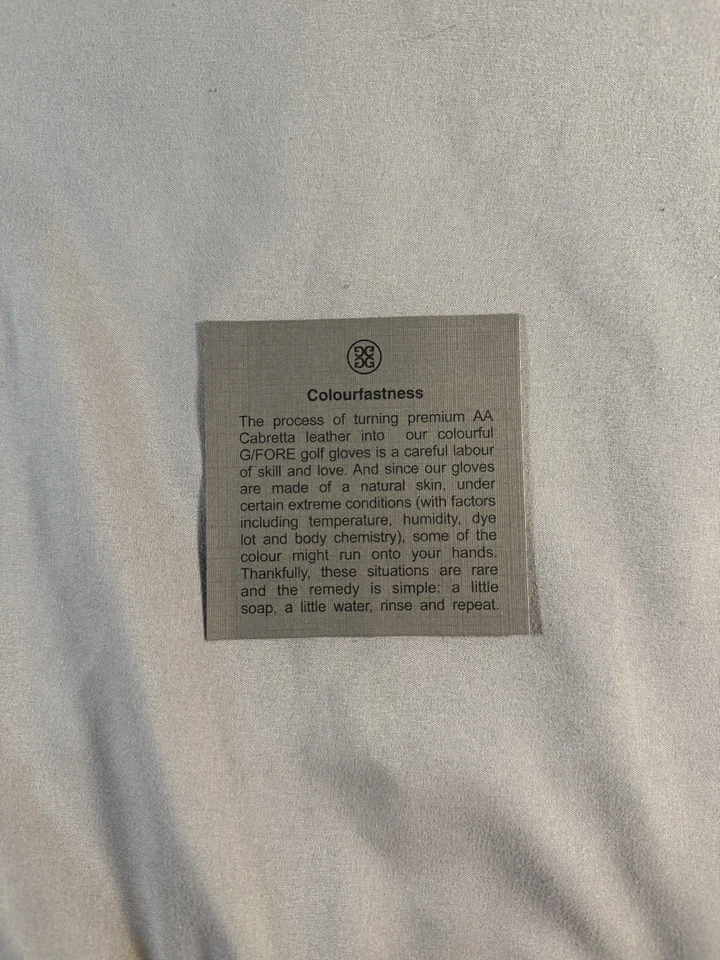 Colourfastness
The process of turning premium AA
Cabretta leather into our colourful
G/FORE golf gloves is a careful labour
of skill and love. And since our gloves
are made of a natural skin, under
certain extreme conditions (with factors
including temperature, humidity, dye
lot and body chemistry), some of the
colour might run onto your hands.
Thankfully, these situations are rare
and the remedy is simple: a little
soap, a little water, rinse and repeat.